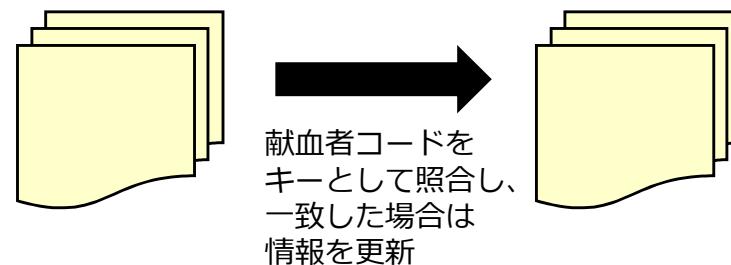 献血者コードを
キーとして照合し、
一致した場合は
情報を更新